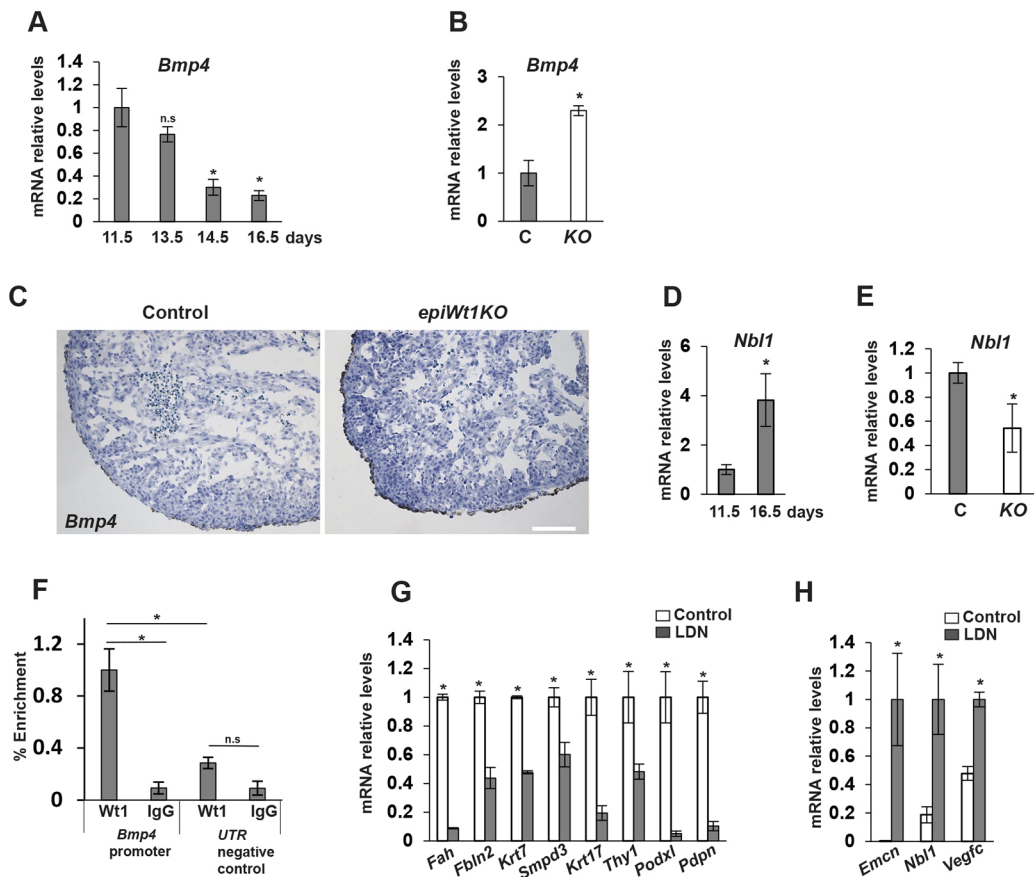 A
Bmp4
mRNA relative levels
1.4
1.2
1
0.8
0.6
0.4
0.2
0
n.s
*
*
11.5 13.5 14.5 16.5 days
B
Bmp4
mRNA relative levels
3
2
1
0
*
C KO
C
Control
epiWt1KO
Bmp4
D
Nbl1
mRNA relative levels
6
4
2
0
*
11.5 16.5 days
E
Nbl1
mRNA relative levels
1.2
1
0.8
0.6
0.4
0.2
0
*
C KO
F
% Enrichment
1.2
0.8
0.4
0
*
*
n.s
Wt1 IgG Wt1 IgG
Bmp4
promoter
UTR
negative
control
G
Control
LDN
mRNA relative levels
1.4
1.2
1
0.8
0.6
0.4
0.2
0
* * * * * * * *
Fah Fbln2 Krt7 Smpd3 Krt17 Thy1 Podxl Pdpn
H
Control
LDN
mRNA relative levels
1.4
1.2
1
0.8
0.6
0.4
0.2
0
* * *
Emcn Nbl1 Vegfc